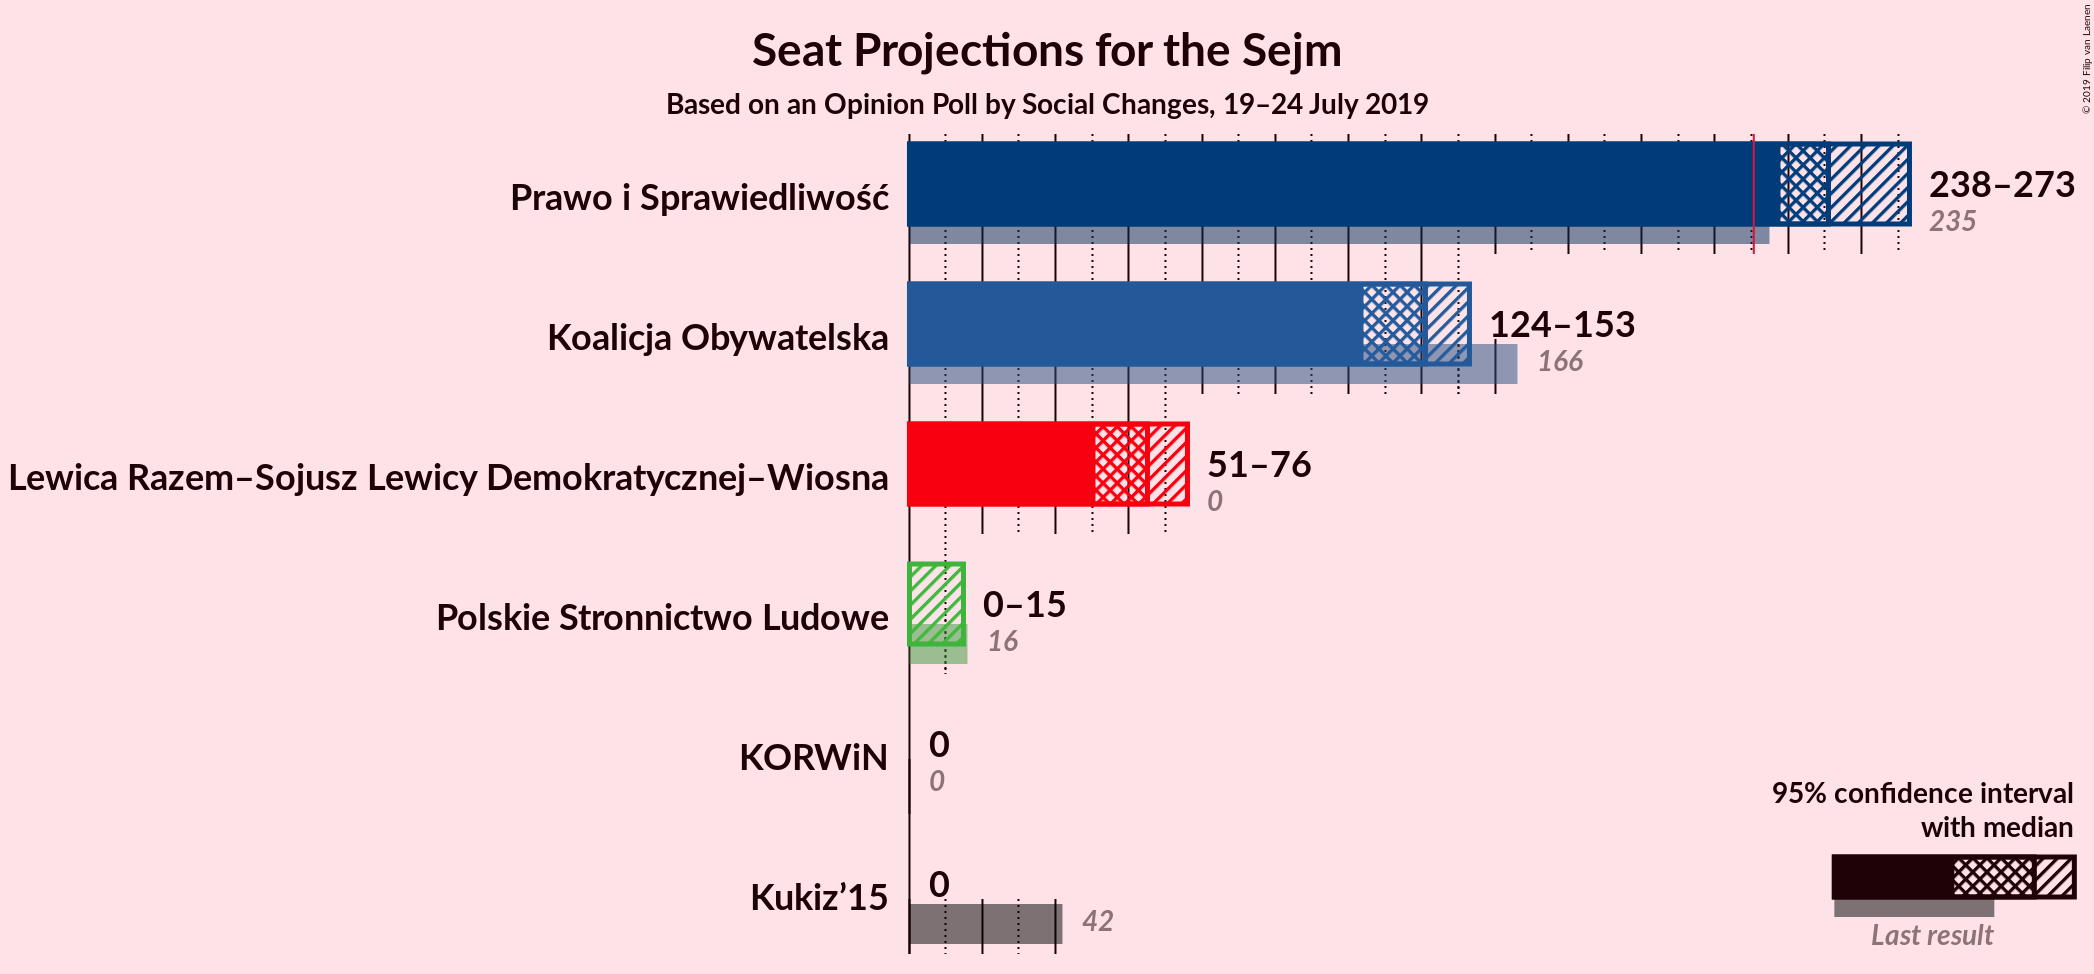 Seat Projections for the Sejm
Based on an Opinion Poll by Social Changes, 19–24 July 2019
© 2019 Filip van Laenen
Prawo i Sprawiedliwość
238–273
235
Koalicja Obywatelska
124–153
166
Lewica Razem–Sojusz Lewicy Demokratycznej–Wiosna
51–76
0
Polskie Stronnictwo Ludowe
0–15
16
KORWiN
0
0
Kukiz’15
0
42
95% confidence interval
with median
Last result